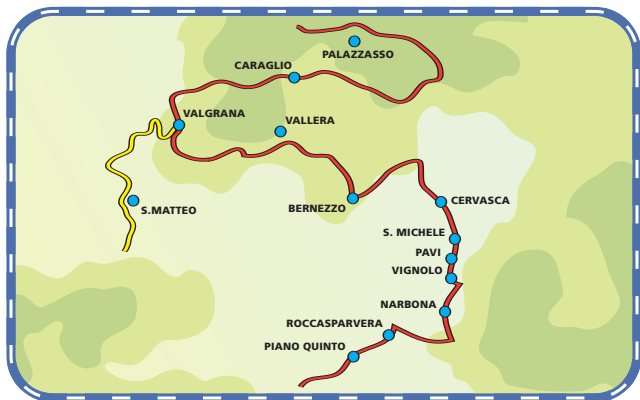 PALAZZASSO
CARAGLIO
VALGRANA
VALLERA
S.MATTEO
BERNEZZO
CERVASCA
S. MICHELE
PAVI
VIGNOLO
NARBONA
ROCCASPARVERA
PIANO QUINTO